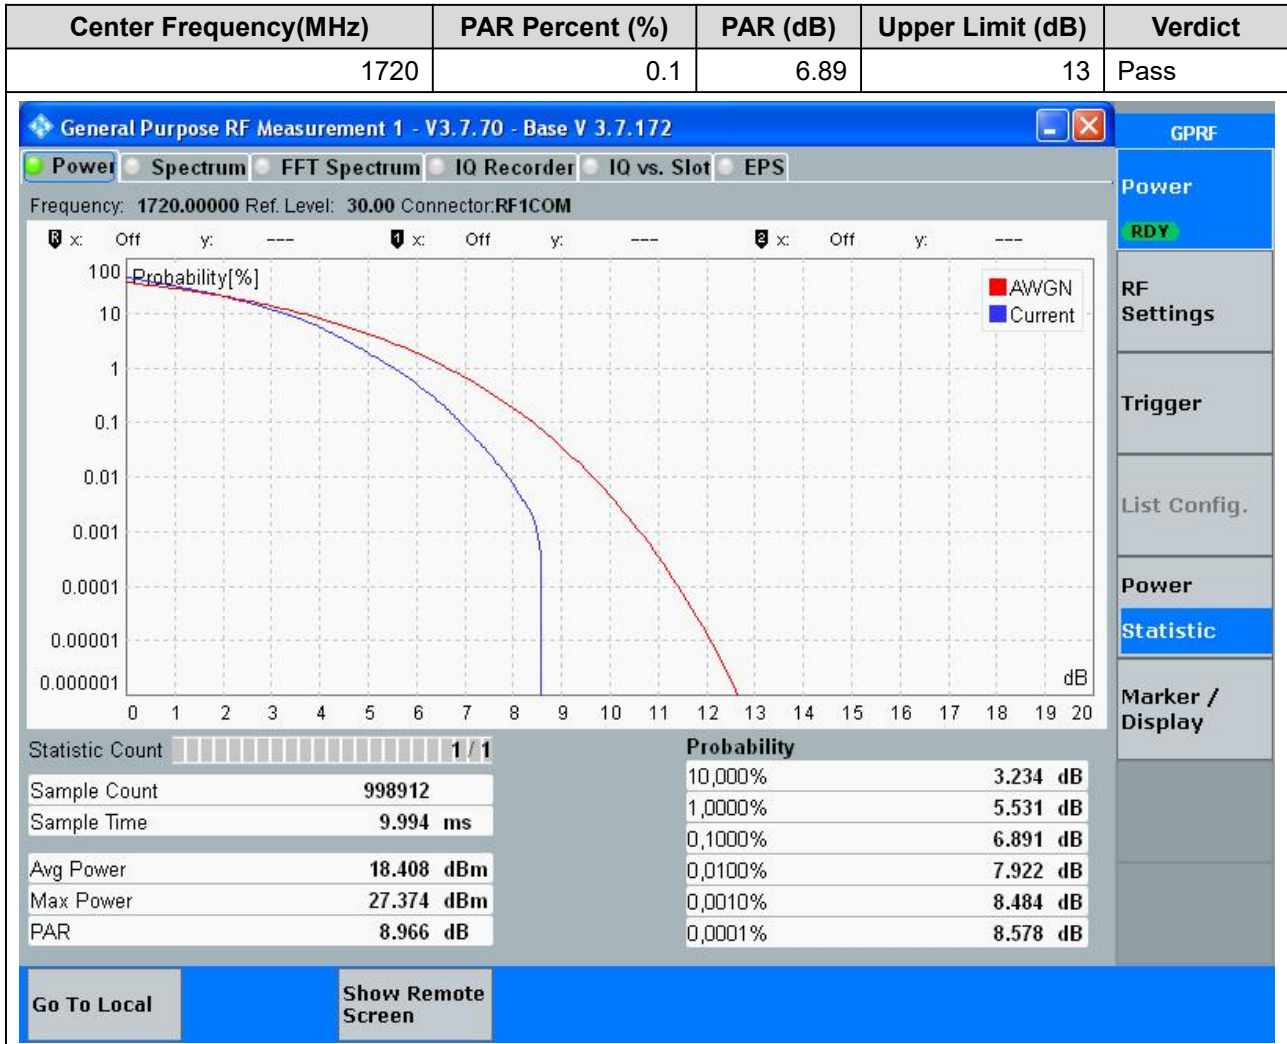 Center Frequency(MHz) PAR Percent (%) PAR (dB) Upper Limit (dB) Verdict
1720 0.1 6.89 13 Pass
General Purpose RF Measurement 1 - V3.7.70 - Base V 3.7.172
GPRF
Power Spectrum FFT Spectrum IQ Recorder IQ vs. Slot EPS
Frequency: 1720.00000 Ref. Level: 30.00 Connector:RF1COM
R x: Off y: --- 1 x: Off y: --- 2 x: Off y: ---
Probability[%]
AWGN
Current
100
10
1
0.1
0.01
0.001
0.0001
0.00001
0.000001
dB
0 1 2 3 4 5 6 7 8 9 10 11 12 13 14 15 16 17 18 19 20
Statistic Count 1 / 1
Sample Count 998912
Sample Time 9.994 ms
Avg Power 18.408 dBm
Max Power 27.374 dBm
PAR 8.966 dB
Probability
10,000% 3.234 dB
1,0000% 5.531 dB
0,1000% 6.891 dB
0,0100% 7.922 dB
0,0010% 8.484 dB
0,0001% 8.578 dB
Power
RDY
RF
Settings
Trigger
List Config.
Power
Statistic
Marker /
Display
Go To Local
Show Remote
Screen